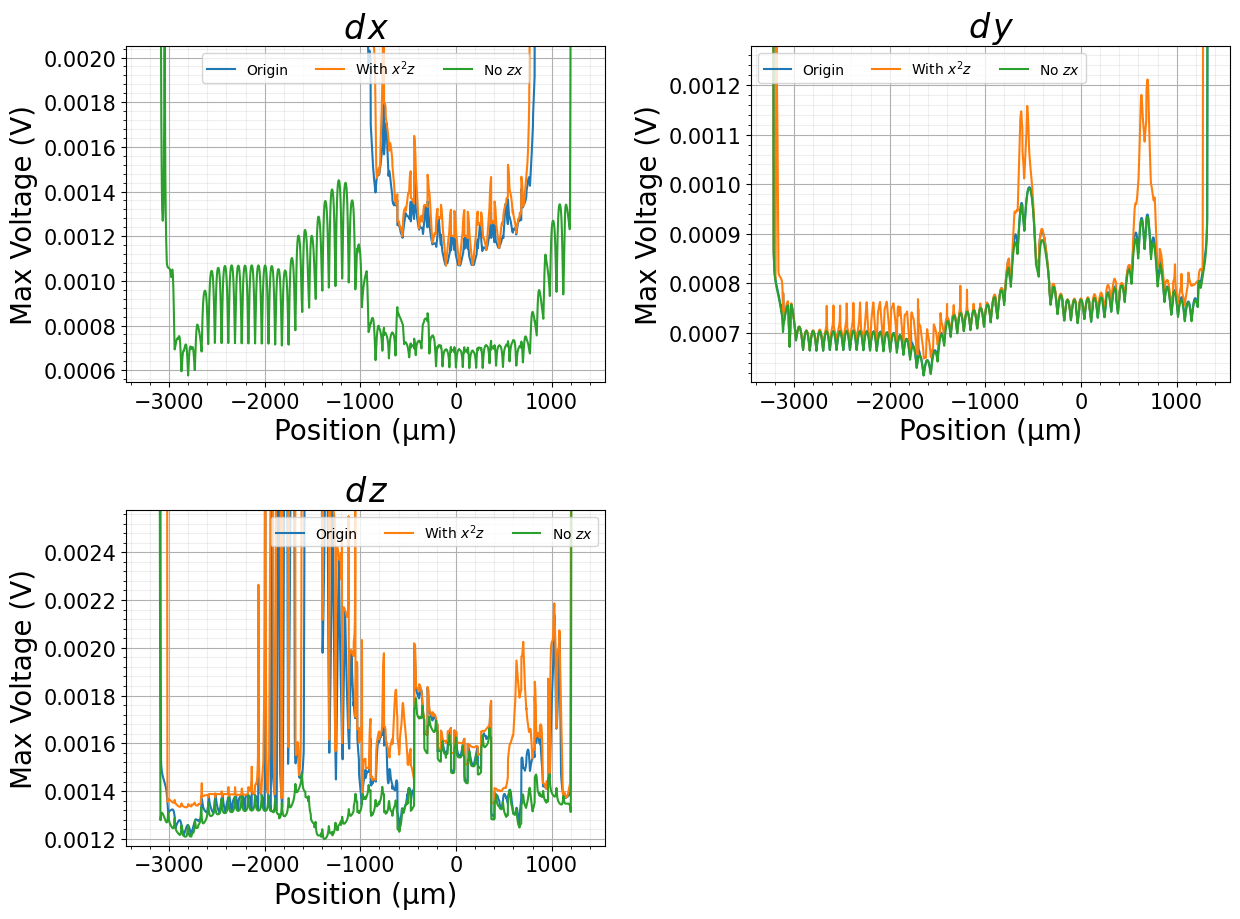 dx
Max Voltage (V)
0.0020
0.0018
0.0016
0.0014
0.0012
0.0010
0.0008
0.0006
Origin With x²z No zx
−3000 −2000 −1000 0 1000
Position (μm)
dy
Max Voltage (V)
0.0012
0.0011
0.0010
0.0009
0.0008
0.0007
Origin With x²z No zx
−3000 −2000 −1000 0 1000
Position (μm)
dz
Max Voltage (V)
0.0024
0.0022
0.0020
0.0018
0.0016
0.0014
0.0012
Origin With x²z No zx
−3000 −2000 −1000 0 1000
Position (μm)